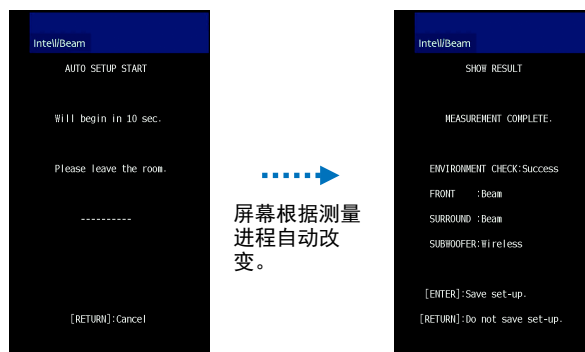 IntelliBeam
AUTO SETUP START
Will begin in 10 sec.
Please leave the room.
----------
[RETURN]:Cancel
屏幕根据测量
进程自动改
变。
IntelliBeam
SHOW RESULT
MEASUREMENT COMPLETE.
ENVIRONMENT CHECK:Success
FRONT :Beam
SURROUND :Beam
SUBWOOFER:Wireless
[ENTER]:Save set-up.
[RETURN]:Do not save set-up.